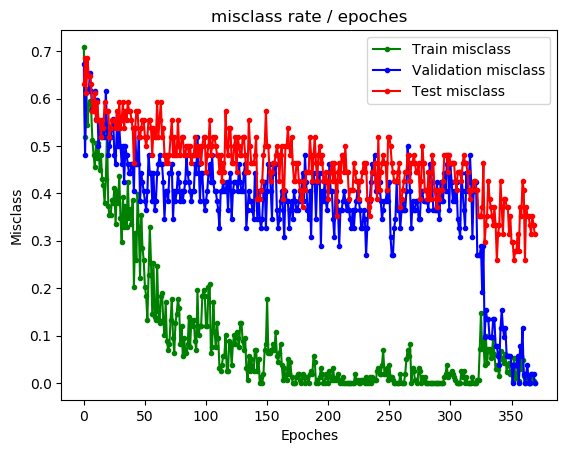 misclass rate / epoches
Train misclass
Validation misclass
Test misclass
Misclass
0.7
0.6
0.5
0.4
0.3
0.2
0.1
0.0
0 50 100 150 200 250 300 350
Epoches